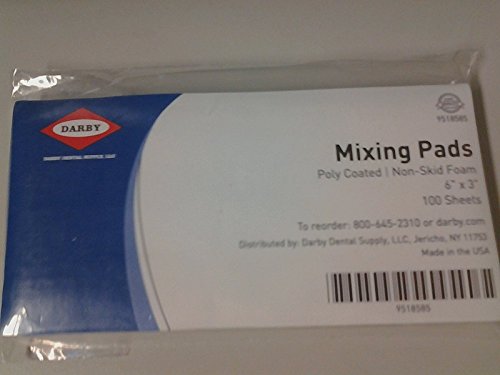 DARBY
DARBY DENTAL SUPPLY, LLC
9518585
Mixing Pads
Poly Coated | Non-Skid Foam
6" x 3"
100 Sheets
To reorder: 800-645-2310 or darby.com
Distributed by: Darby Dental Supply, LLC, Jericho, NY 11753
Made in the USA
9518585